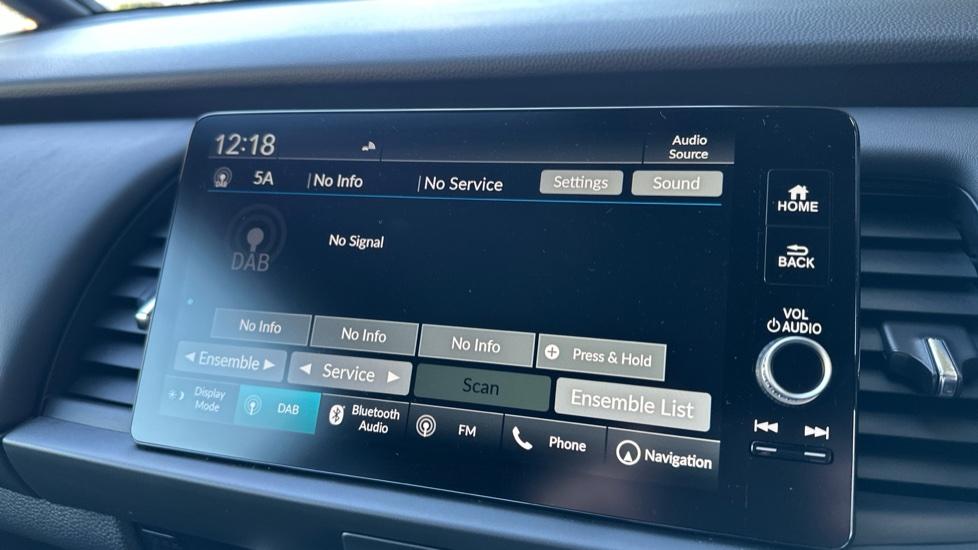 12:18
Audio
Source
DAB 5A |No Info |No Service Settings Sound
HOME
DAB
No Signal
BACK
VOL
AUDIO
No Info No Info No Info Press & Hold
Ensemble Service Scan Ensemble List
Display
Mode
DAB
Bluetooth
Audio
FM
Phone
Navigation